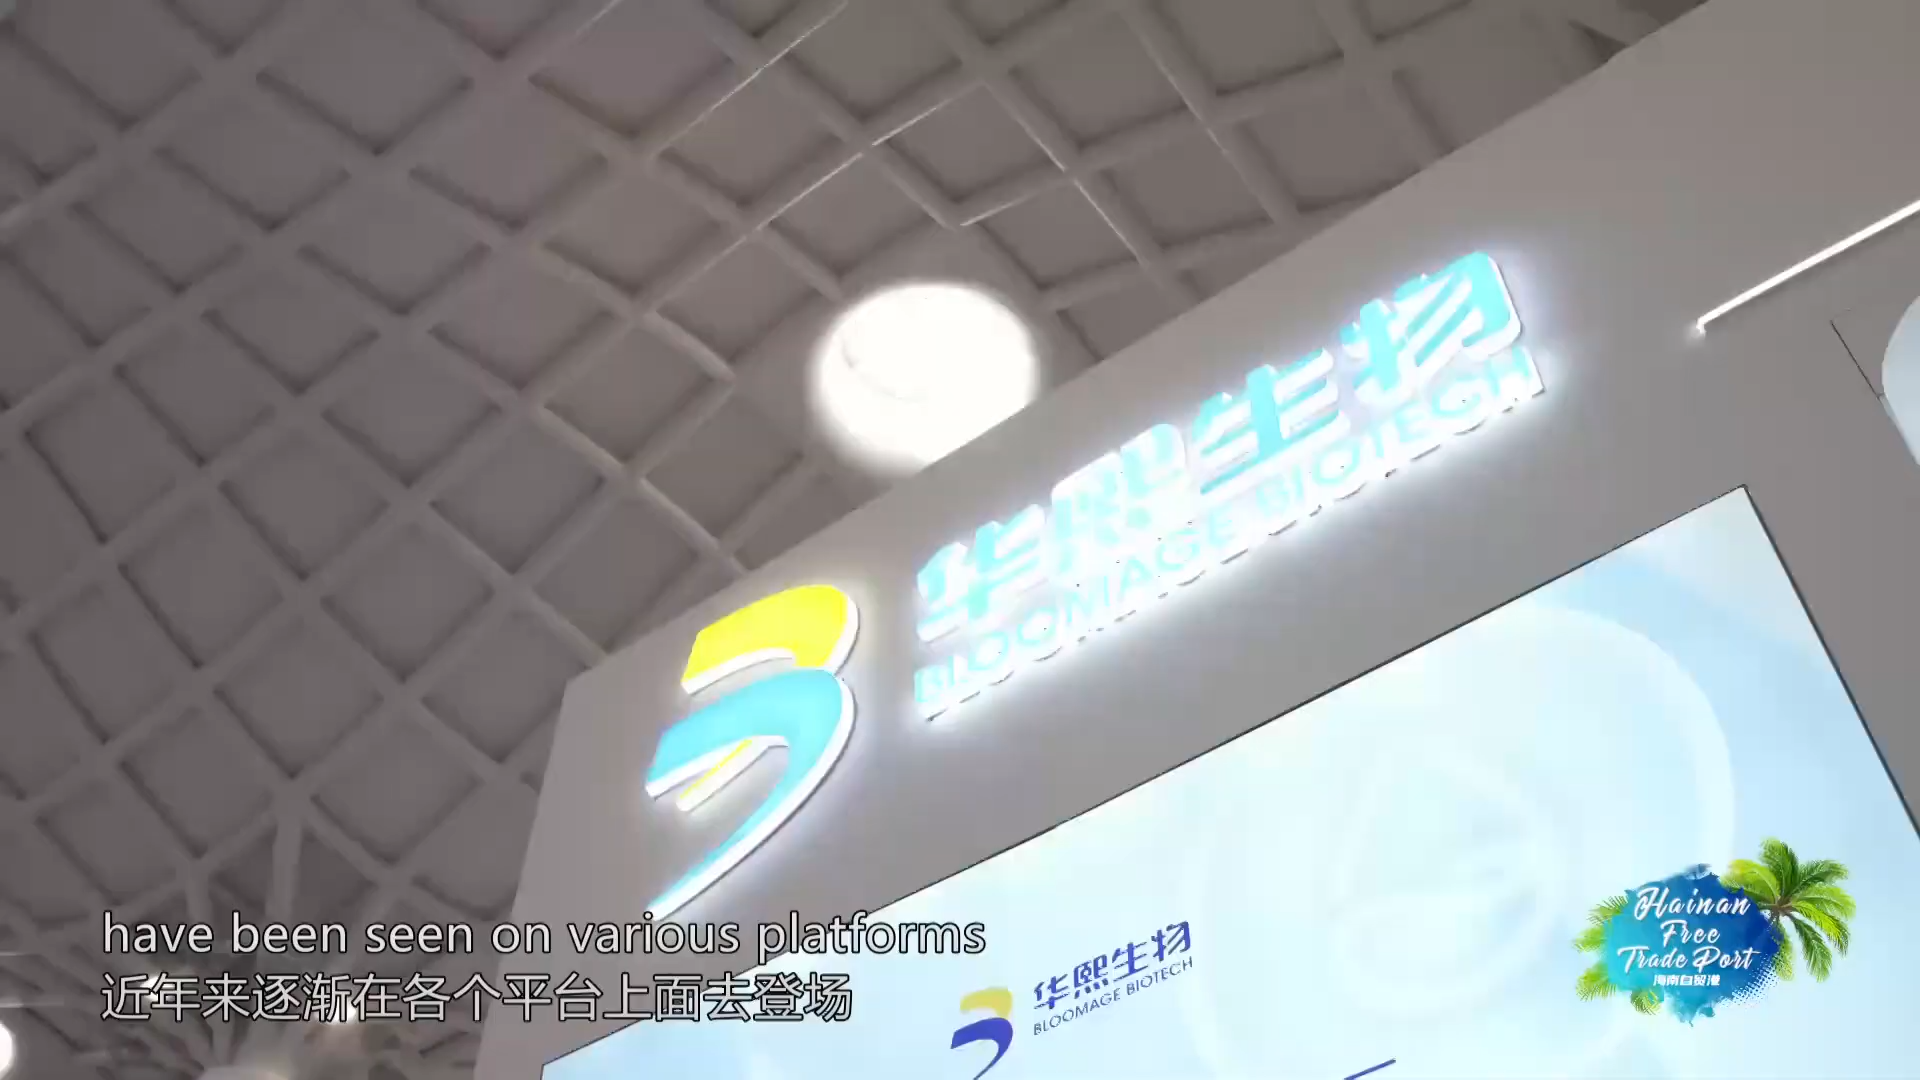 华熙生物
BLOOMAGE BIOTECH
华熙生物
BLOOMAGE BIOTECH
Hainan
Free
Trade Port
海南自贸港
have been seen on various platforms
近年来逐渐在各个平台上面去登场